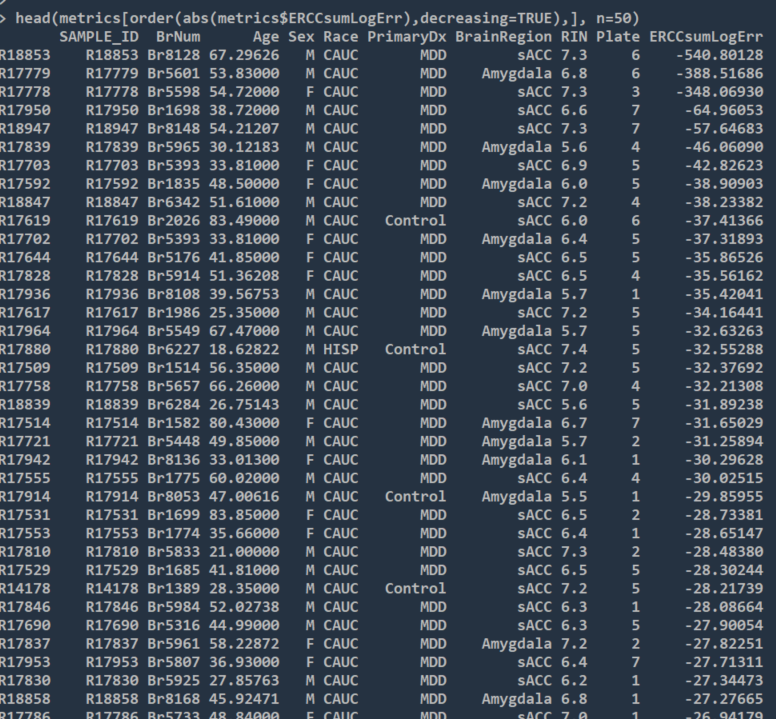 > head(metrics[order(abs(metrics$ERCCsumLogErr),decreasing=TRUE),], n=50)
SAMPLE_ID BrNum Age Sex Race PrimaryDx BrainRegion RIN Plate ERCCsumLogErr
R18853 R18853 Br8128 67.29626 M CAUC MDD sACC 7.3 6 -540.80128
R17779 R17779 Br5601 53.83000 M CAUC MDD Amygdala 6.8 6 -388.51686
R17778 R17778 Br5598 54.72000 F CAUC MDD sACC 7.3 3 -348.06930
R17950 R17950 Br1698 38.72000 M CAUC MDD sACC 6.6 7 -64.96053
R18947 R18947 Br8148 54.21207 M CAUC MDD sACC 7.3 7 -57.64683
R17839 R17839 Br5965 30.12183 M CAUC MDD Amygdala 5.6 4 -46.06090
R17703 R17703 Br5393 33.81000 F CAUC MDD sACC 6.9 5 -42.82623
R17592 R17592 Br1835 48.50000 F CAUC MDD Amygdala 6.0 5 -38.90903
R18847 R18847 Br6342 51.61000 M CAUC MDD sACC 7.2 4 -38.23382
R17619 R17619 Br2026 83.49000 M CAUC Control sACC 6.0 6 -37.41366
R17702 R17702 Br5393 33.81000 F CAUC MDD Amygdala 6.4 5 -37.31893
R17644 R17644 Br5176 41.85000 F CAUC MDD sACC 6.5 5 -35.86526
R17828 R17828 Br5914 51.36208 F CAUC MDD sACC 6.5 4 -35.56162
R17936 R17936 Br8108 39.56753 M CAUC MDD Amygdala 5.7 1 -35.42041
R17617 R17617 Br1986 25.35000 M CAUC MDD sACC 7.2 5 -34.16441
R17964 R17964 Br5549 67.47000 M CAUC MDD Amygdala 5.7 5 -32.63263
R17880 R17880 Br6227 18.62822 M HISP Control sACC 7.4 5 -32.55288
R17509 R17509 Br1514 56.35000 M CAUC MDD sACC 7.2 5 -32.37692
R17758 R17758 Br5657 66.26000 M CAUC MDD sACC 7.0 4 -32.21308
R18839 R18839 Br6284 26.75143 M CAUC MDD sACC 5.6 5 -31.89238
R17514 R17514 Br1582 80.43000 F CAUC MDD Amygdala 6.7 7 -31.65029
R17721 R17721 Br5448 49.85000 M CAUC MDD Amygdala 5.7 2 -31.25894
R17942 R17942 Br8136 33.01300 F CAUC MDD Amygdala 6.1 1 -30.29628
R17555 R17555 Br1775 60.02000 M CAUC MDD sACC 6.4 4 -30.02515
R17914 R17914 Br8053 47.00616 M CAUC Control Amygdala 5.5 1 -29.85955
R17531 R17531 Br1699 83.85000 F CAUC MDD sACC 6.5 2 -28.73381
R17553 R17553 Br1774 35.66000 F CAUC MDD sACC 6.4 1 -28.65147
R17810 R17810 Br5833 21.00000 M CAUC MDD sACC 7.3 2 -28.48380
R17529 R17529 Br1685 41.81000 M CAUC MDD sACC 6.5 5 -28.30244
R14178 R14178 Br1389 28.35000 M CAUC Control sACC 7.2 5 -28.21739
R17846 R17846 Br5984 52.02738 M CAUC MDD sACC 6.3 1 -28.08664
R17690 R17690 Br5316 44.99000 M CAUC MDD sACC 6.3 5 -27.90054
R17837 R17837 Br5961 58.22872 F CAUC MDD Amygdala 7.2 2 -27.82251
R17953 R17953 Br5807 36.93000 F CAUC MDD sACC 6.4 7 -27.71311
R17830 R17830 Br5925 27.85763 M CAUC MDD sACC 6.2 1 -27.34473
R18858 R18858 Br8168 45.92471 M CAUC MDD Amygdala 6.8 1 -27.27665
R17786 R17786 Br5733 48.84000 F CAUC MDD sACC 7.0 1 -26.94179